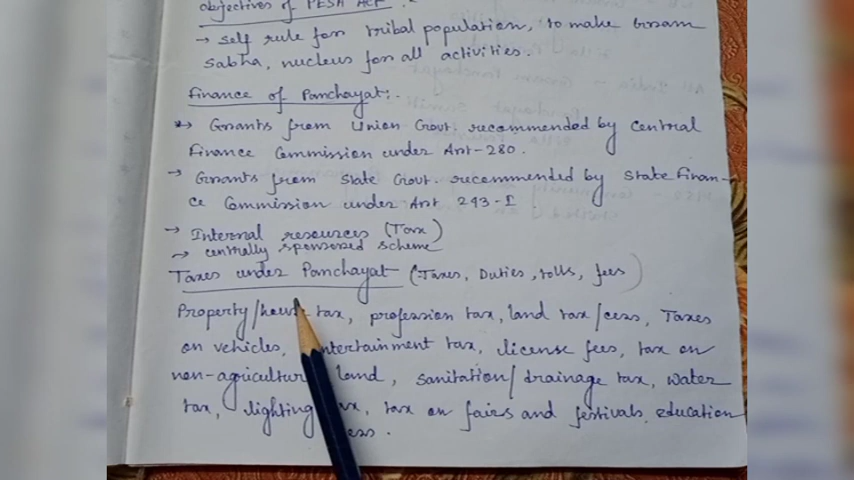 objectives of PESA Act :-
→ Self rule for tribal population, to make Gram
sabha, nucleus for all activities.
Finance of Panchayat:-
→ Grants from Union Govt. recommended by Central
Finance Commission under Art-280.
→ Grants from State Govt. recommended by State Finan-
ce Commission under Art 243-I
→ Internal resources (Tax)
→ centrally sponsored scheme
Taxes under Panchayat (Taxes, Duties, tolls, fees)
Property/house tax, profession tax, land tax/cess, Taxes
on vehicles, entertainment tax, license fees, tax on
non-agriculture land, sanitation/drainage tax, water
tax, lighting tax, tax on fairs and festivals, education
cess.